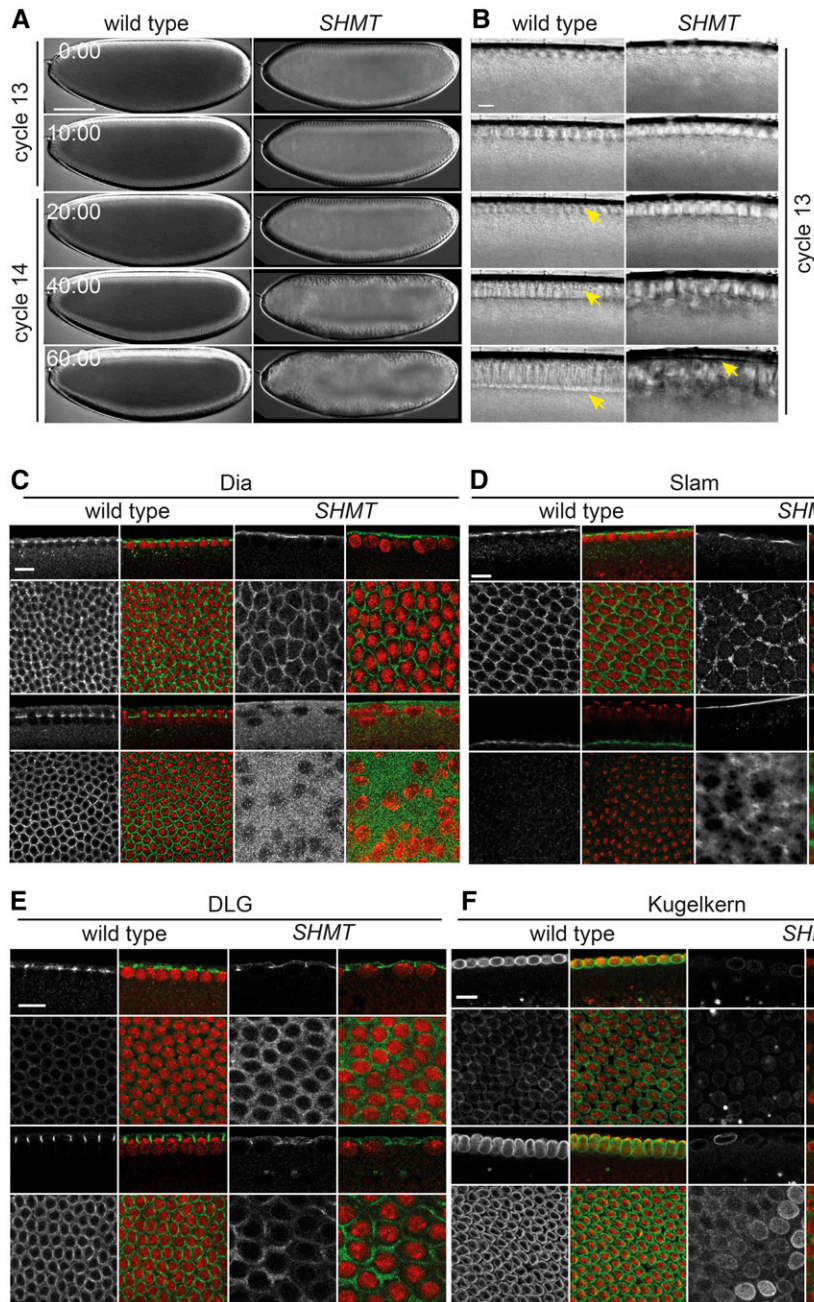 A
wild type
SHMT
cycle 13
cycle 14
0:00
10:00
20:00
40:00
60:00
B
wild type
SHMT
cycle 13
C
Dia
wild type
SHMT
D
Slam
wild type
E
DLG
wild type
SHMT
F
Kugelkern
wild type